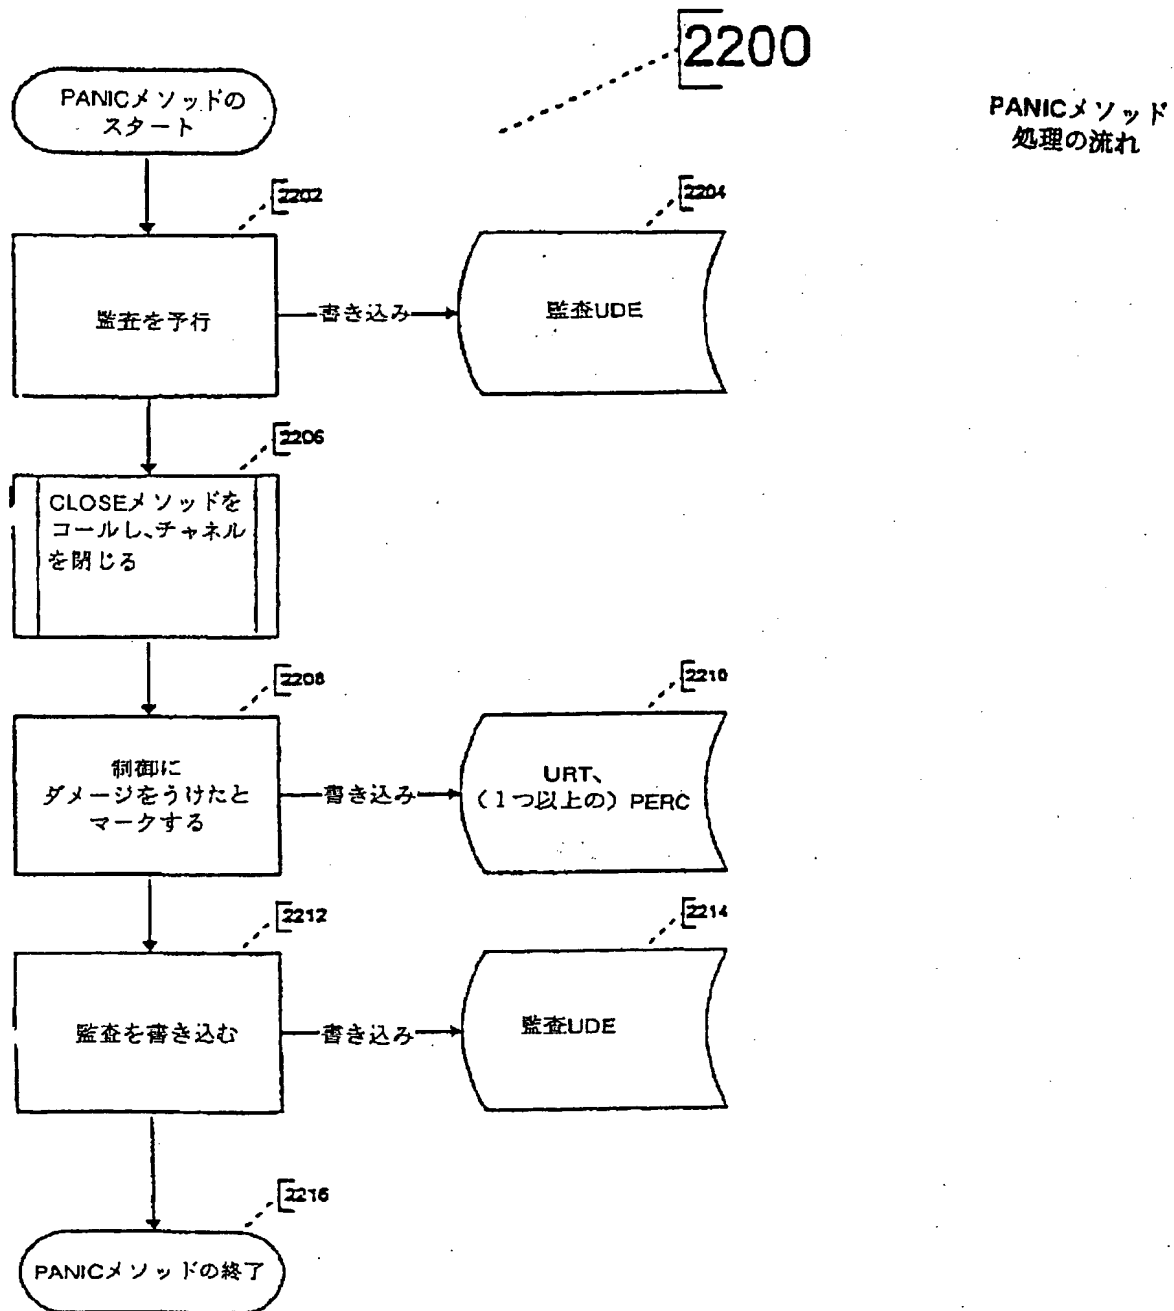 2200
PANICメソッド
処理の流れ
PANICメソッドの
スタート
2202
監査を予行
書き込み
2204
監査UDE
2206
CLOSEメソッドを
コールし、チャネル
を閉じる
2208
制御に
ダメージをうけたと
マークする
書き込み
2210
URT、
(1つ以上の) PERC
2212
監査を書き込む
書き込み
2214
監査UDE
2216
PANICメソッドの終了